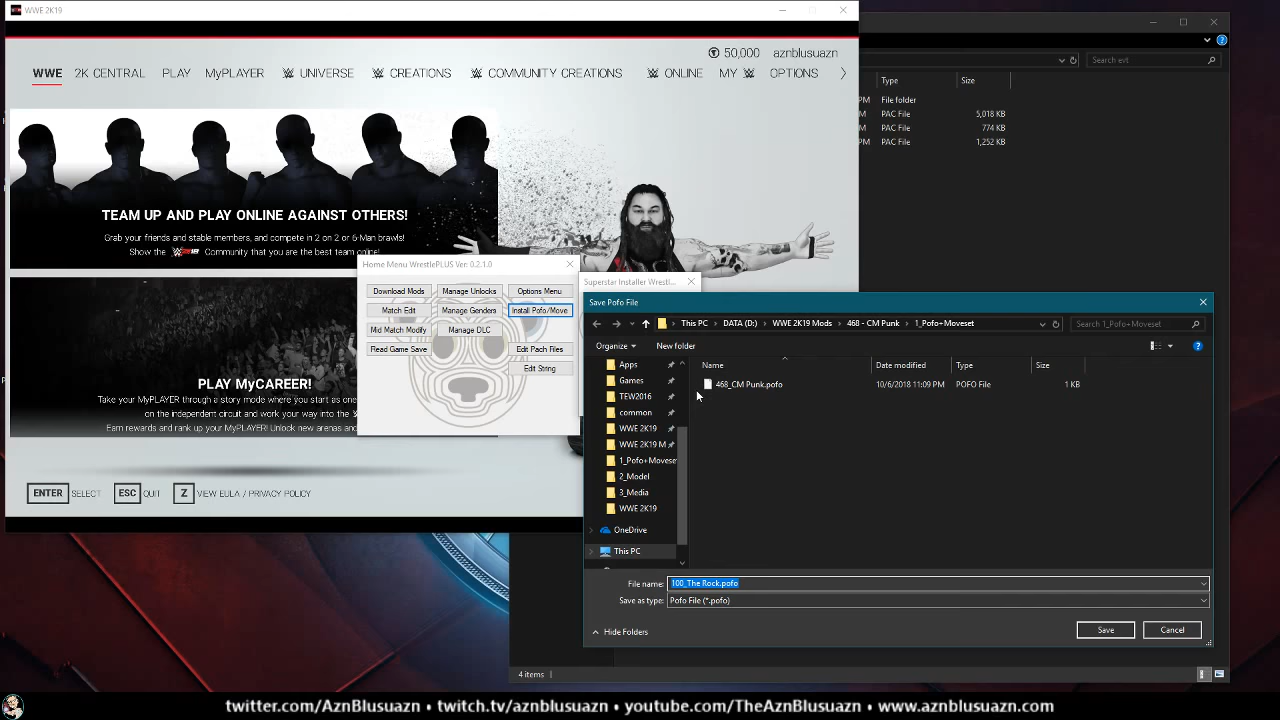 WWE 2K19
50,000 aznblusuazn
WWE 2K CENTRAL PLAY MyPLAYER UNIVERSE CREATIONS COMMUNITY CREATIONS ONLINE MY OPTIONS
TEAM UP AND PLAY ONLINE AGAINST OTHERS!
Grab your friends and stable members, and compete in 2 on 2 or 6-Man brawls!
Show the Community that you are the best team online
PLAY MyCAREER!
Take your MyPLAYER through a story mode where you start as one
on the independent circuit and work your way to
Earn rewards and rank up your MyPLAYER! Unlock new arenas and
ENTER SELECT ESC QUIT Z VIEW EULA / PRIVACY POLICY
Search evt
Type Size
PM File folder
M PAC File 5,018 KB
M PAC File 774 KB
M PAC File 1,252 KB
4 items
Home Menu WrestlePLUS Ver: 0.2.1.0
Download Mods Manage Unlocks Options Menu
Match Edit Manage Genders Install Pofo/Move
Mid Match Modify Manage DLC
Read Game Save Edit Pach Files
Edit String
Superstar Installer Wrestl...
Save Pofo File
This PC DATA (D:) WWE 2K19 Mods 468 - CM Punk 1_Pofo+Moveset
Search 1_Pofo+Moveset
Organize New folder
Name Date modified Type Size
468_CM Punk.pofo 10/6/2018 11:09 PM POFO File 1 KB
Apps
Games
TEW2016
common
WWE 2K19
WWE 2K19 M
1_Pofo+Moveset
2_Model
3_Media
WWE 2K19
OneDrive
This PC
File name: 100_The Rock.pofo
Save as type: Pofo File (*.pofo)
Hide Folders Save Cancel
twitter.com/AznBlusuazn • twitch.tv/aznblusuazn • youtube.com/TheAznBlusuazn • www.aznblusuazn.com